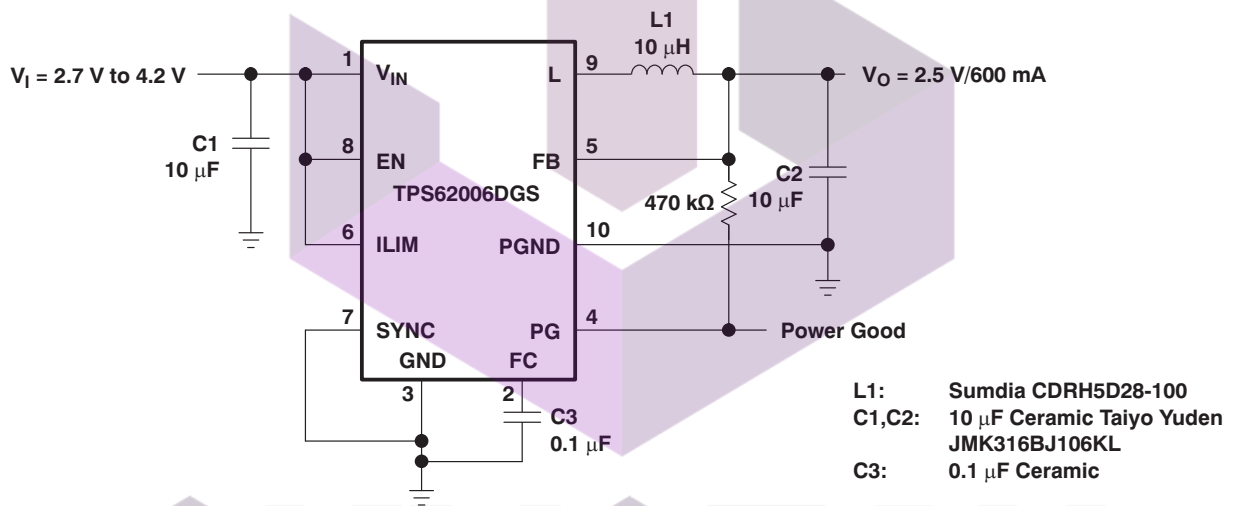 L1
10 μH
1
VIN
L
9
VI = 2.7 V to 4.2 V
VO = 2.5 V/600 mA
C1
10 μF
8
EN
FB
5
C2
10 μF
TPS62006DGS
470 kΩ
6
ILIM
PGND
10
7
SYNC
PG
4
Power Good
GND
FC
3
2
C3
0.1 μF
L1: Sumdia CDRH5D28-100
C1,C2: 10 μF Ceramic Taiyo Yuden
JMK316BJ106KL
C3: 0.1 μF Ceramic